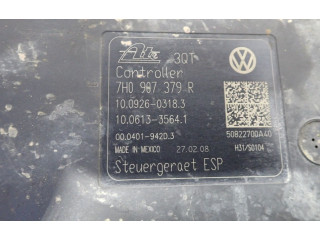 Ate 3QT
Controller
7H0 907 379 R
10.0926-0318.3
10.0613-3564.1
00.0401-9420.3
50822700A40
MADE IN MEXICO 27.02.08 H31/S0104
Steuergeraet ESP